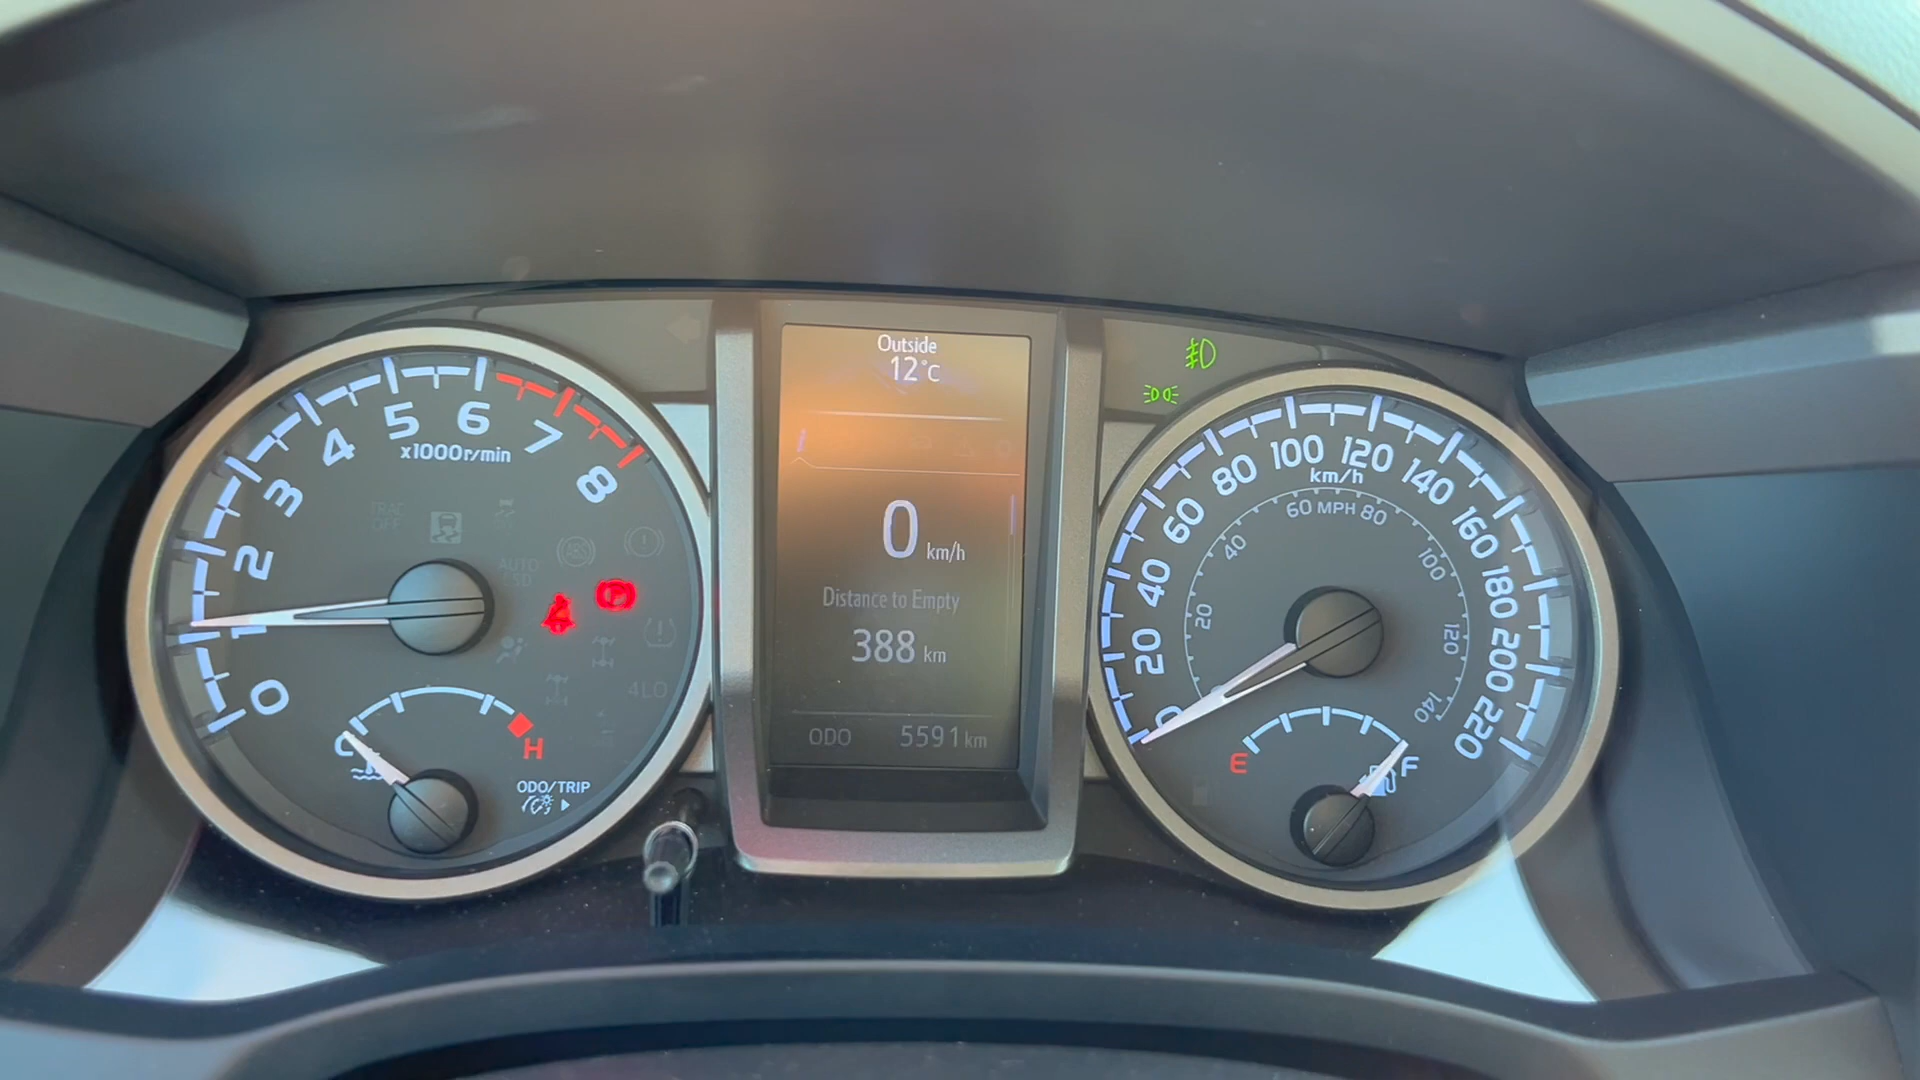 0
1
2
3
4
5
6
7
8
x1000r/min
TRAC
OFF
AUTO
LSD
4LO
H
ODO/TRIP
Outside
12°C
i
0 km/h
Distance to Empty
388 km
ODO 5591 km
0
20
40
60
80
100
120
140
160
180
200
220
km/h
20
40
60 MPH 80
100
120
140
E
F